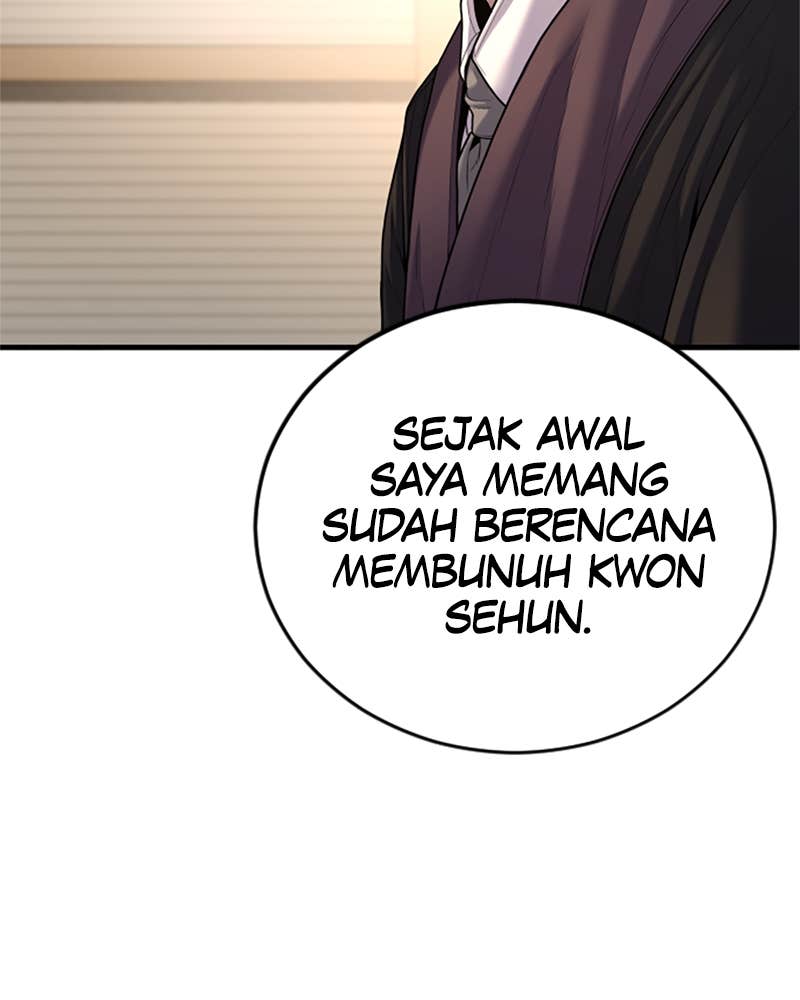 SEJAK AWAL
SAYA MEMANG
SUDAH BERENCANA
MEMBUNUH KWON
SEHUN.